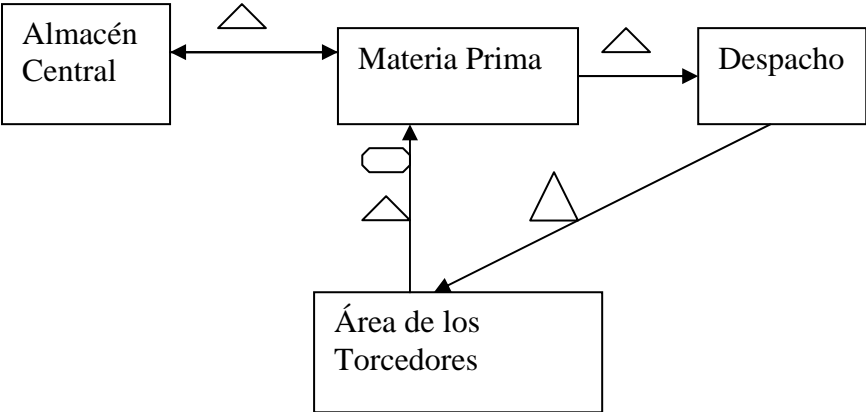 Almacén
Central
Materia Prima
Despacho
Área de los
Torcedores